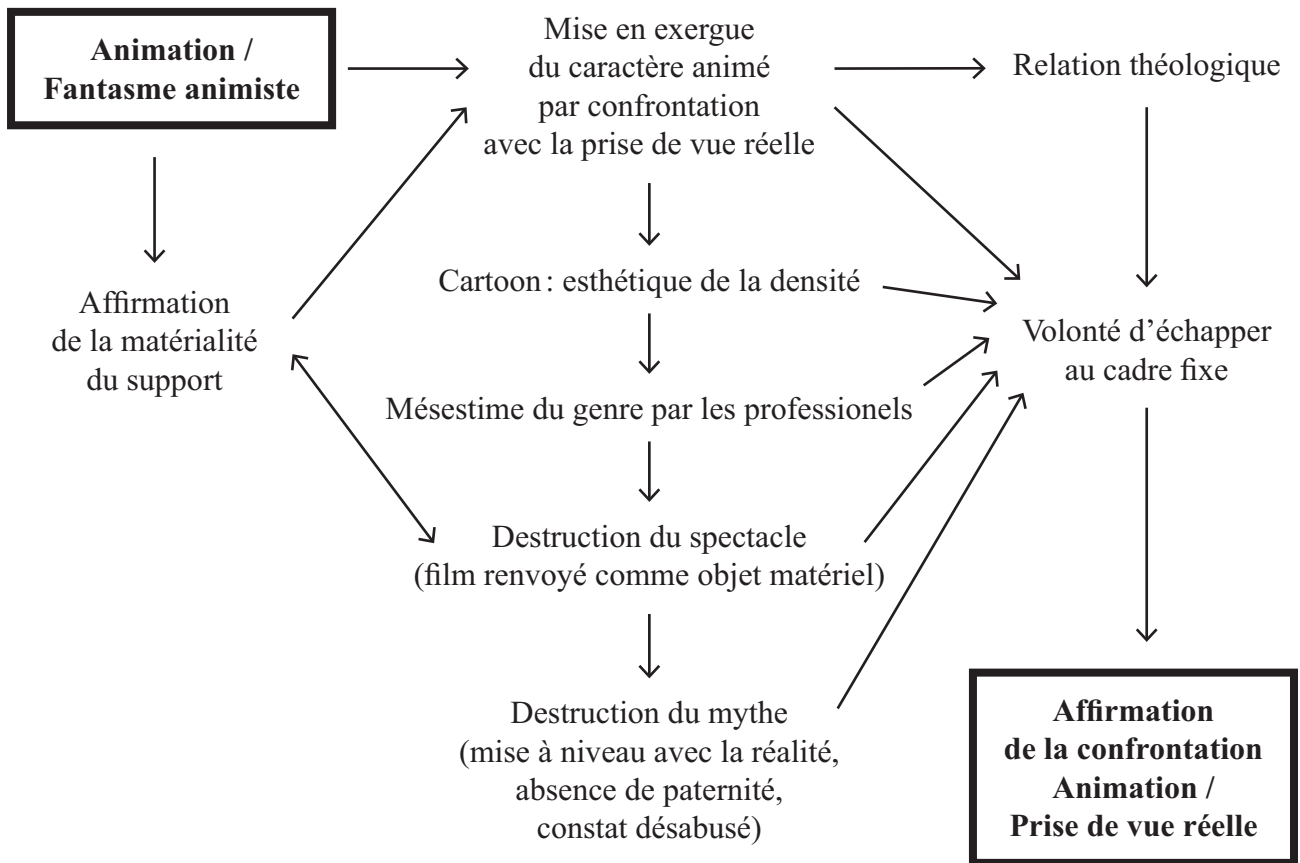 Animation /
Fantasme animiste
Mise en exergue
du caractère animé
par confrontation
avec la prise de vue réelle
Relation théologique
Affirmation
de la matérialité
du support
Cartoon : esthétique de la densité
Volonté d’échapper
au cadre fixe
Mésestime du genre par les professionels
Destruction du spectacle
(film renvoyé comme objet matériel)
Destruction du mythe
(mise à niveau avec la réalité,
absence de paternité,
constat désabusé)
Affirmation
de la confrontation
Animation /
Prise de vue réelle